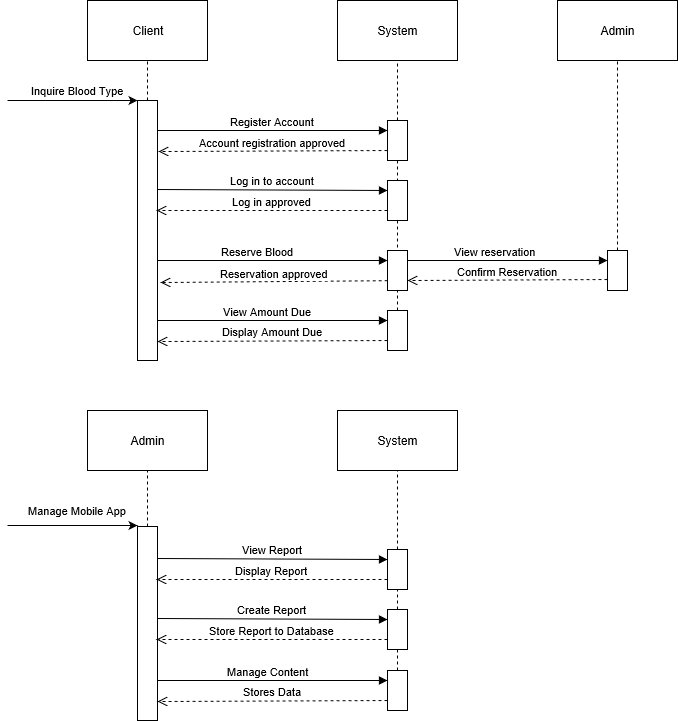 Client
System
Admin
Inquire Blood Type
Register Account
Account registration approved
Log in to account
Log in approved
Reserve Blood
View reservation
Reservation approved
Confirm Reservation
View Amount Due
Display Amount Due
Admin
System
Manage Mobile App
View Report
Display Report
Create Report
Store Report to Database
Manage Content
Stores Data